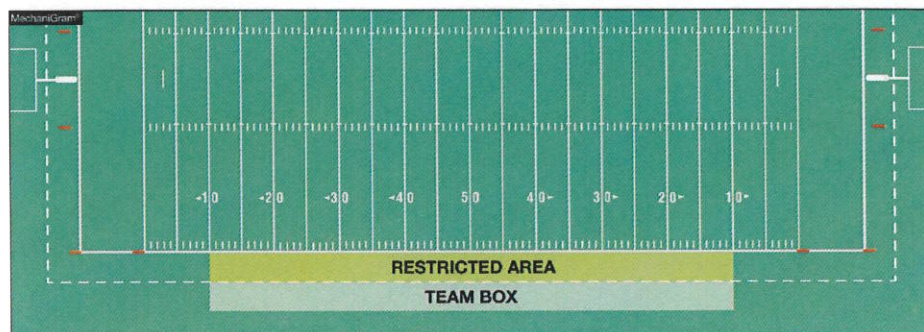 MechaniGram
◂10 ◂20 ◂30 ◂40 50 40▸ 30▸ 20▸ 10▸
RESTRICTED AREA
TEAM BOX